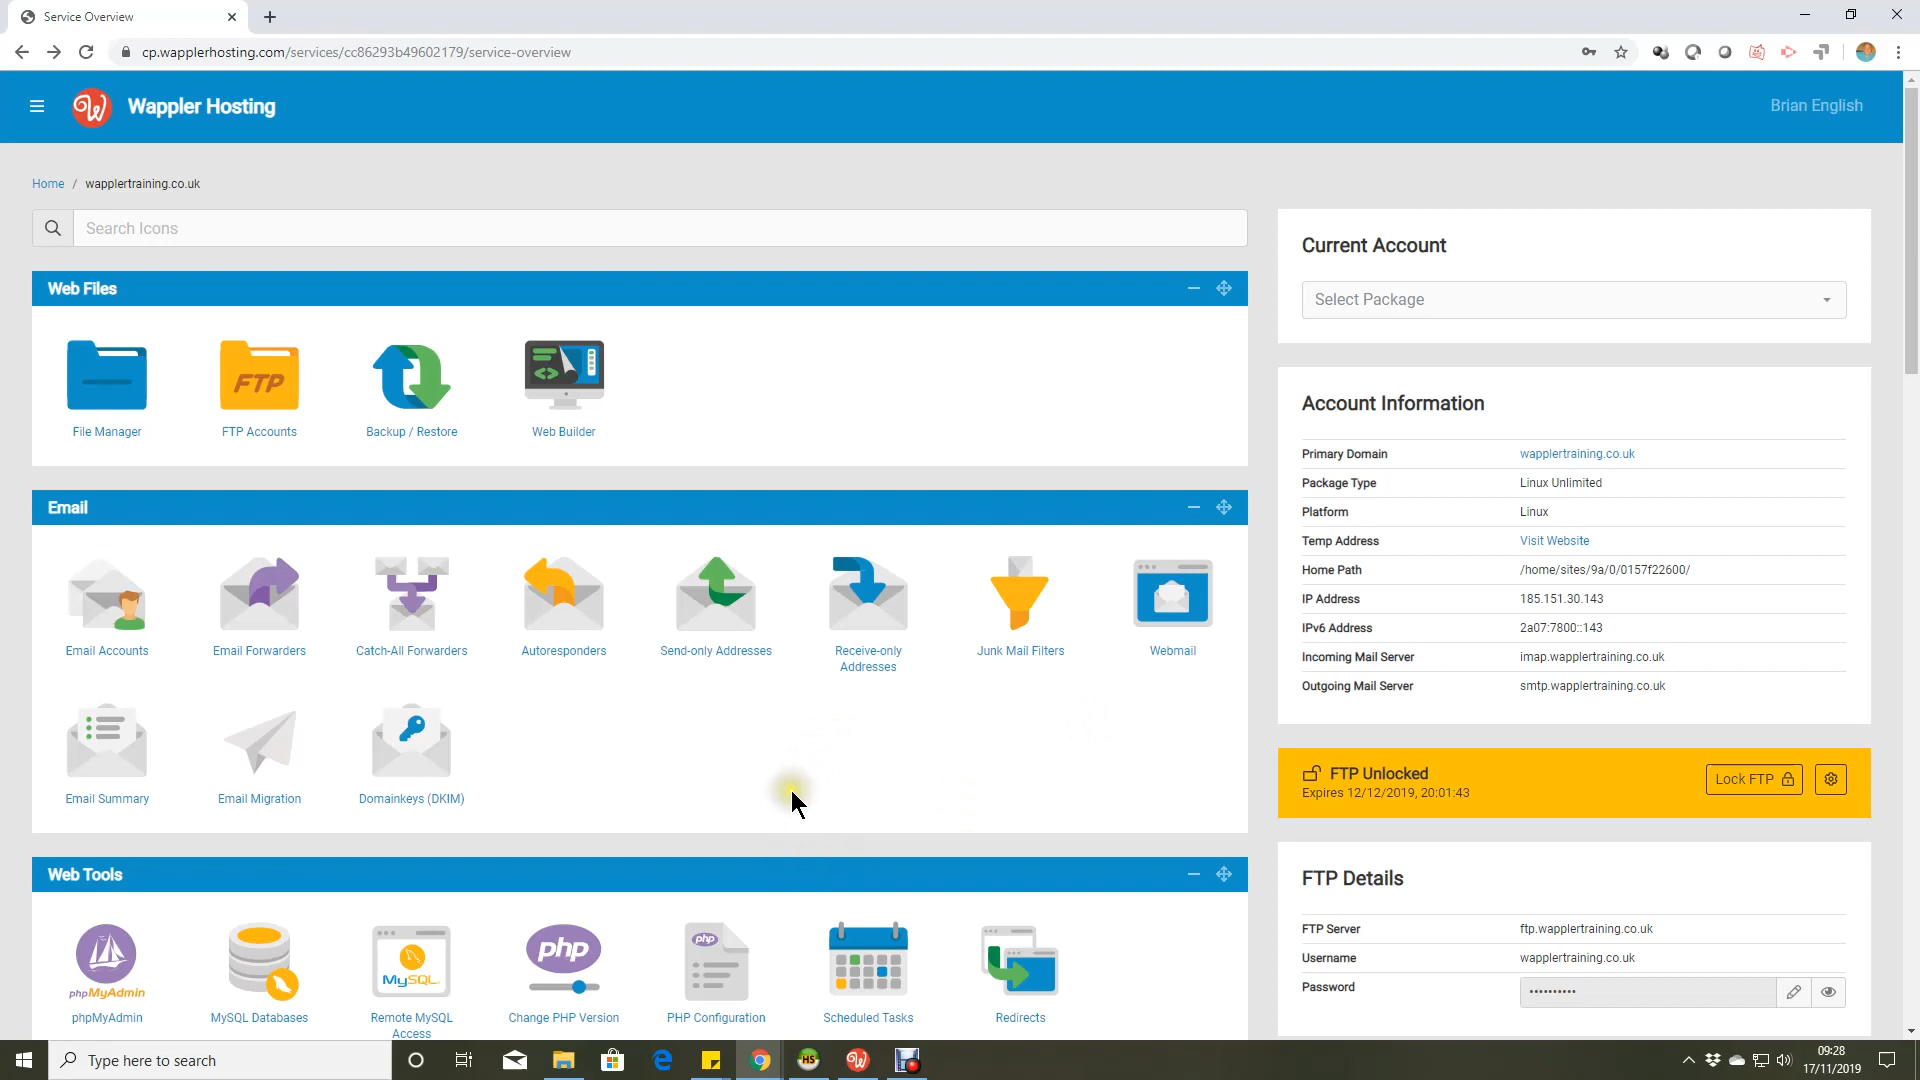 Service Overview
cp.wapplerhosting.com/services/cc86293b49602179/service-overview
Wappler Hosting
Brian English
Home / wapplertraining.co.uk
Search Icons
Web Files
File Manager
FTP
FTP Accounts
Backup / Restore
Web Builder
Email
Email Accounts
Email Forwarders
Catch-All Forwarders
Autoresponders
Send-only Addresses
Receive-only
Addresses
Junk Mail Filters
Webmail
Email Summary
Email Migration
Domainkeys (DKIM)
Web Tools
phpMyAdmin
phpMyAdmin
MySQL Databases
MySQL
Remote MySQL
Access
php
Change PHP Version
php
PHP Configuration
Scheduled Tasks
Redirects
Current Account
Select Package
Account Information
Primary Domain wapplertraining.co.uk
Package Type Linux Unlimited
Platform Linux
Temp Address Visit Website
Home Path /home/sites/9a/0/0157f22600/
IP Address 185.151.30.143
IPv6 Address 2a07:7800::143
Incoming Mail Server imap.wapplertraining.co.uk
Outgoing Mail Server smtp.wapplertraining.co.uk
FTP Unlocked
Expires 12/12/2019, 20:01:43
Lock FTP
FTP Details
FTP Server ftp.wapplertraining.co.uk
Username wapplertraining.co.uk
Password ••••••••••
Type here to search
HS
09:28
17/11/2019